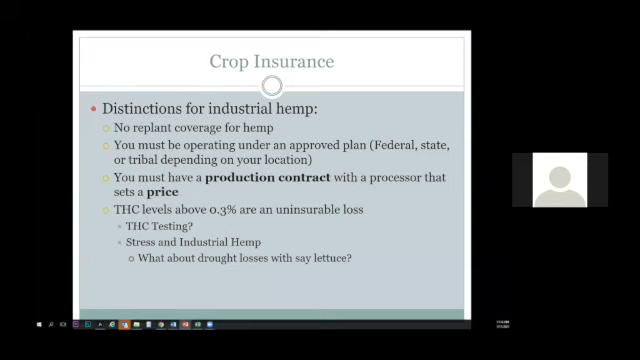 Crop Insurance
Distinctions for industrial hemp:
No replant coverage for hemp
You must be operating under an approved plan (Federal, state,
or tribal depending on your location)
You must have a production contract with a processor that
sets a price
THC levels above 0.3% are an uninsurable loss
THC Testing?
Stress and Industrial Hemp
What about drought losses with say lettuce?